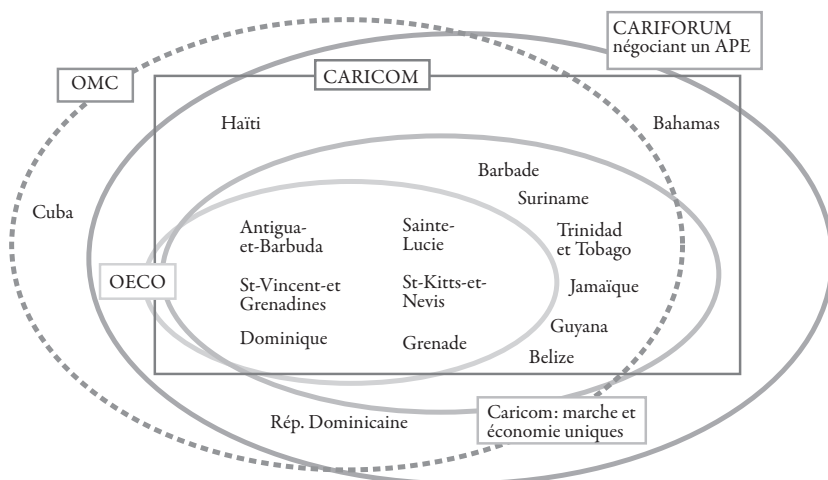 CARIFORUM
négociant un APE
OMC
CARICOM
Haïti
Bahamas
Barbade
Suriname
Cuba
Antigua-
et-Barbuda
Sainte-
Lucie
Trinidad
et Tobago
OECO
St-Vincent-et
Grenadines
St-Kitts-et-
Nevis
Jamaïque
Dominique
Grenade
Guyana
Belize
Rép. Dominicaine
Caricom: marche et
économie uniques